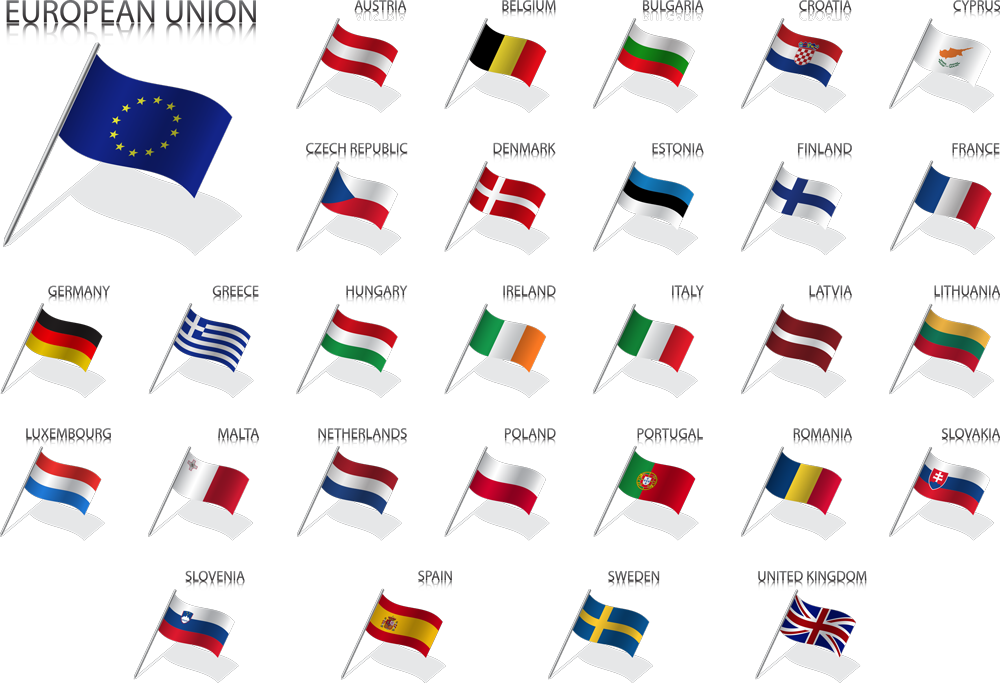 EUROPEAN UNION
AUSTRIA
BELGIUM
BULGARIA
CROATIA
CYPRUS
CZECH REPUBLIC
DENMARK
ESTONIA
FINLAND
FRANCE
GERMANY
GREECE
HUNGARY
IRELAND
ITALY
LATVIA
LITHUANIA
LUXEMBOURG
MALTA
NETHERLANDS
POLAND
PORTUGAL
ROMANIA
SLOVAKIA
SLOVENIA
SPAIN
SWEDEN
UNITED KINGDOM